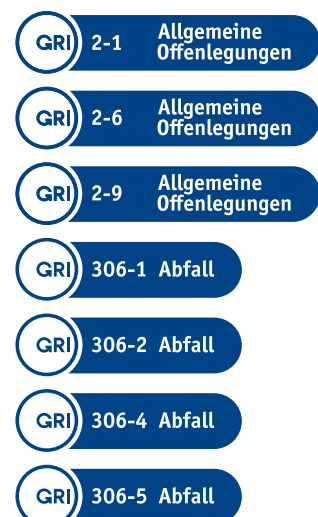 GRI 2-1 Allgemeine
Offenlegungen
GRI 2-6 Allgemeine
Offenlegungen
GRI 2-9 Allgemeine
Offenlegungen
GRI 306-1 Abfall
GRI 306-2 Abfall
GRI 306-4 Abfall
GRI 306-5 Abfall